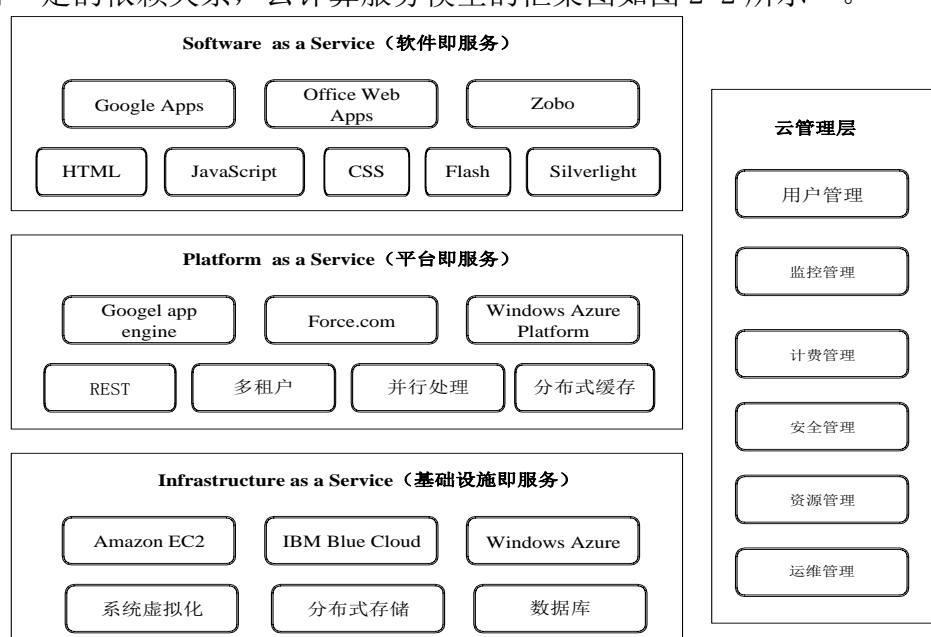 一定的依赖关系，云计算服务模型的框架图如图 2-2 所示 。
Software as a Service（软件即服务）
Google Apps
Office Web
Apps
Zobo
HTML
JavaScript
CSS
Flash
Silverlight
Platform as a Service（平台即服务）
Googel app
engine
Force.com
Windows Azure
Platform
REST
多租户
并行处理
分布式缓存
Infrastructure as a Service（基础设施即服务）
Amazon EC2
IBM Blue Cloud
Windows Azure
系统虚拟化
分布式存储
数据库
云管理层
用户管理
监控管理
计费管理
安全管理
资源管理
运维管理